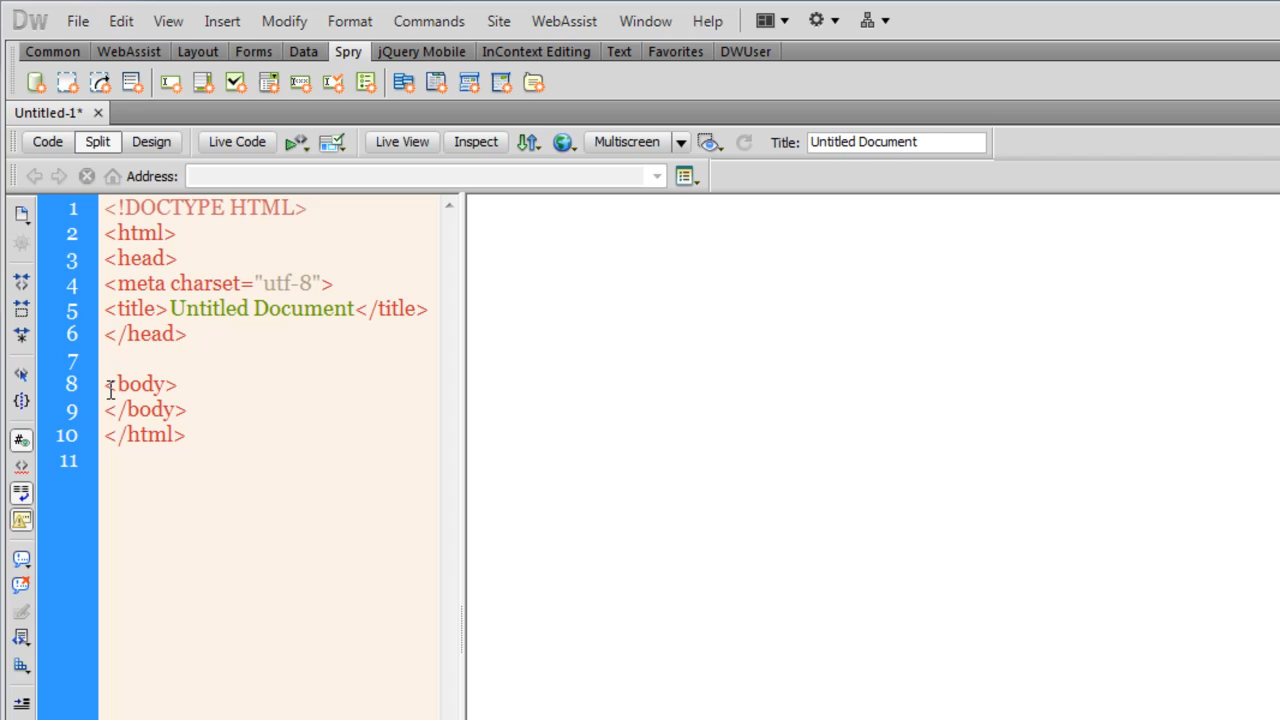 Dw File Edit View Insert Modify Format Commands Site WebAssist Window Help
Common WebAssist Layout Forms Data Spry jQuery Mobile InContext Editing Text Favorites DWUser
Untitled-1*
Code Split Design Live Code Live View Inspect Multiscreen Title: Untitled Document
Address:
1 <!DOCTYPE HTML>
2 <html>
3 <head>
4 <meta charset="utf-8">
5 <title>Untitled Document</title>
6 </head>
7
8 <body>
9 </body>
10 </html>
11